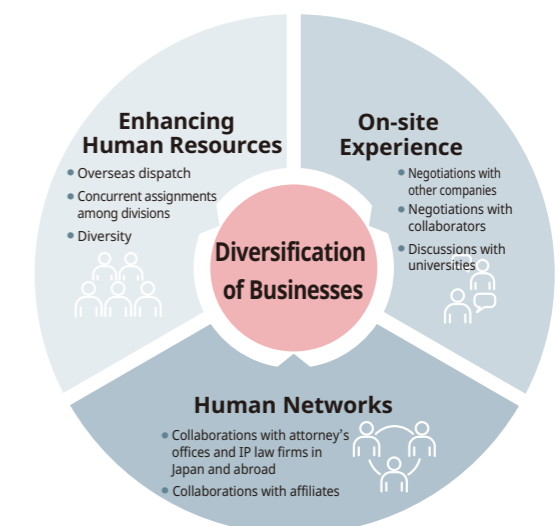 Enhancing
Human Resources
• Overseas dispatch
• Concurrent assignments
among divisions
• Diversity
On-site
Experience
• Negotiations with
other companies
• Negotiations with
collaborators
• Discussions with
universities
Diversification
of Businesses
Human Networks
• Collaborations with attorney’s
offices and IP law firms in
Japan and abroad
• Collaborations with affiliates